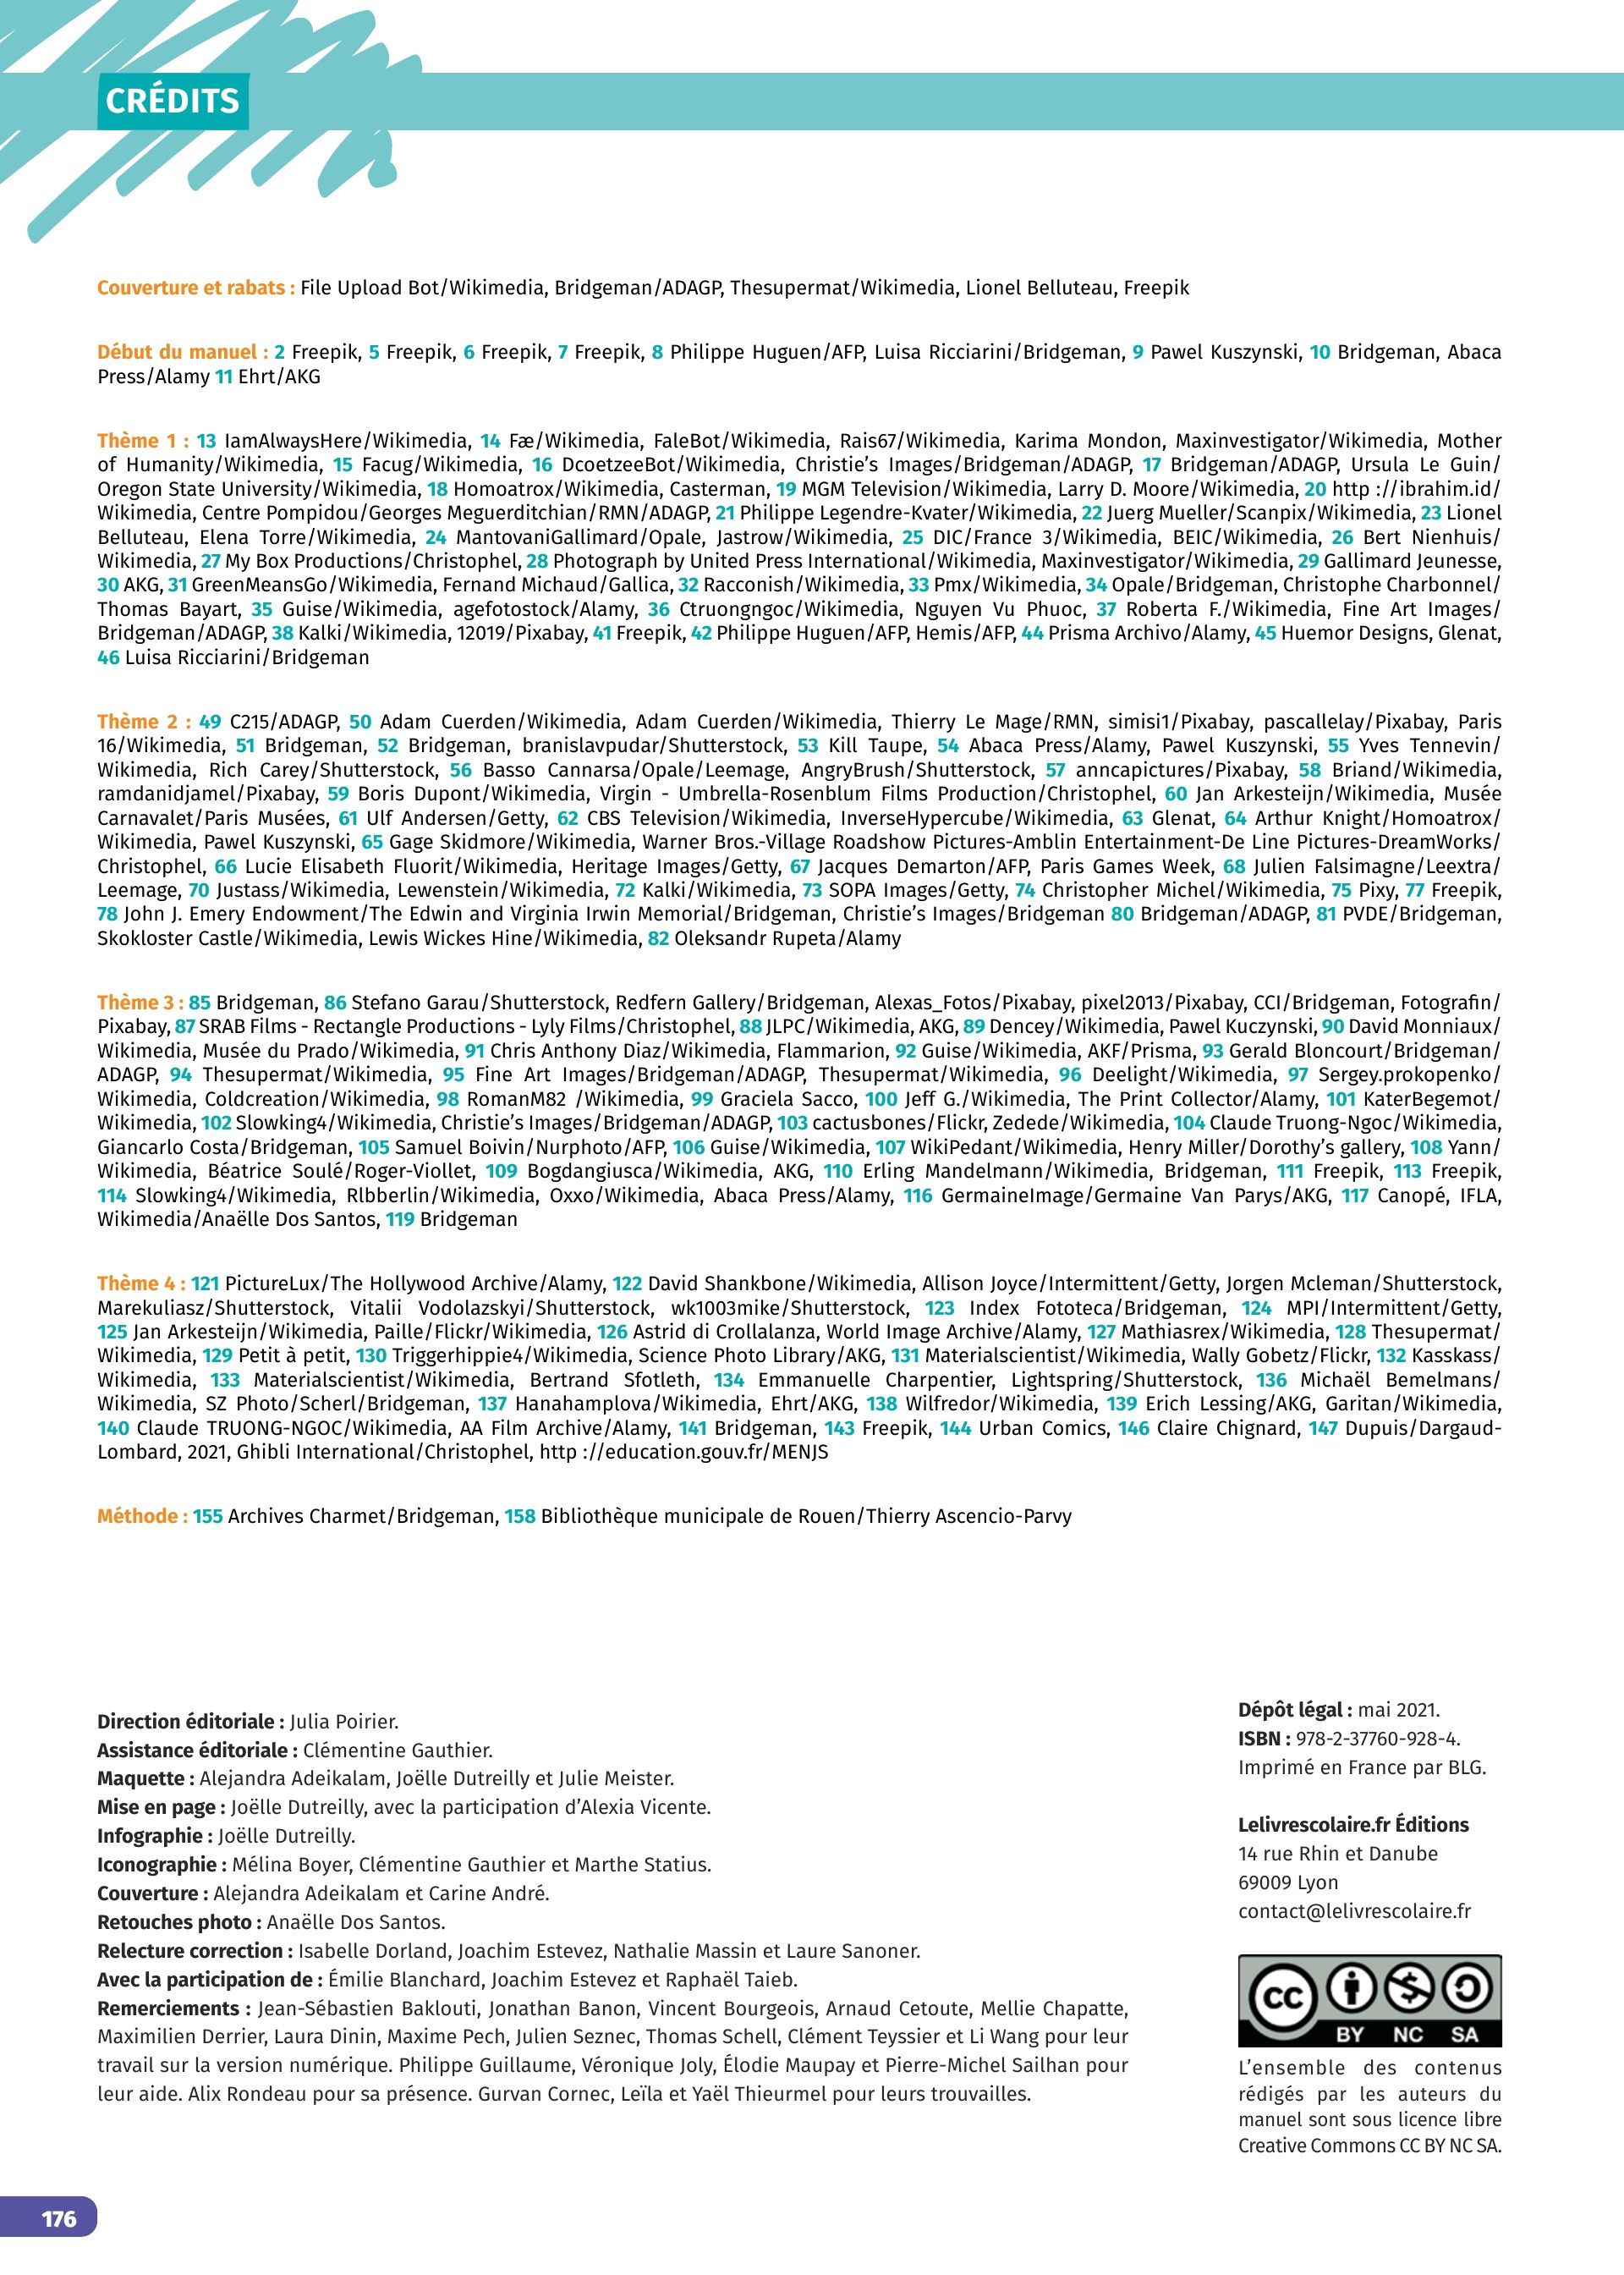 CRÉDITS
Couverture et rabats : File Upload Bot/Wikimedia, Bridgeman/ADAGP, Thesupermat/Wikimedia, Lionel Belluteau, Freepik
Début du manuel : 2 Freepik, 5 Freepik, 6 Freepik, 7 Freepik, 8 Philippe Huguen/AFP, Luisa Ricciarini/Bridgeman, 9 Pawel Kuszynski, 10 Bridgeman, Abaca
Press/Alamy 11 Ehrt/AKG
Thème 1 : 13 IamAlwaysHere/Wikimedia, 14 Fæ/Wikimedia, FaleBot/Wikimedia, Rais67/Wikimedia, Karima Mondon, Maxinvestigator/Wikimedia, Mother
of Humanity/Wikimedia, 15 Facug/Wikimedia, 16 DcoetzeeBot/Wikimedia, Christie’s Images/Bridgeman/ADAGP, 17 Bridgeman/ADAGP, Ursula Le Guin/
Oregon State University/Wikimedia, 18 Homoatrox/Wikimedia, Casterman, 19 MGM Television/Wikimedia, Larry D. Moore/Wikimedia, 20 http ://ibrahim.id/
Wikimedia, Centre Pompidou/Georges Meguerditchian/RMN/ADAGP, 21 Philippe Legendre-Kvater/Wikimedia, 22 Juerg Mueller/Scanpix/Wikimedia, 23 Lionel
Belluteau, Elena Torre/Wikimedia, 24 MantovaniGallimard/Opale, Jastrow/Wikimedia, 25 DIC/France 3/Wikimedia, BEIC/Wikimedia, 26 Bert Nienhuis/
Wikimedia, 27 My Box Productions/Christophel, 28 Photograph by United Press International/Wikimedia, Maxinvestigator/Wikimedia, 29 Gallimard Jeunesse,
30 AKG, 31 GreenMeansGo/Wikimedia, Fernand Michaud/Gallica, 32 Racconish/Wikimedia, 33 Pmx/Wikimedia, 34 Opale/Bridgeman, Christophe Charbonnel/
Thomas Bayart, 35 Guise/Wikimedia, agefotostock/Alamy, 36 Ctruongngoc/Wikimedia, Nguyen Vu Phuoc, 37 Roberta F./Wikimedia, Fine Art Images/
Bridgeman/ADAGP, 38 Kalki/Wikimedia, 12019/Pixabay, 41 Freepik, 42 Philippe Huguen/AFP, Hemis/AFP, 44 Prisma Archivo/Alamy, 45 Huemor Designs, Glenat,
46 Luisa Ricciarini/Bridgeman
Thème 2 : 49 C215/ADAGP, 50 Adam Cuerden/Wikimedia, Adam Cuerden/Wikimedia, Thierry Le Mage/RMN, simisi1/Pixabay, pascallelay/Pixabay, Paris
16/Wikimedia, 51 Bridgeman, 52 Bridgeman, branislavpudar/Shutterstock, 53 Kill Taupe, 54 Abaca Press/Alamy, Pawel Kuszynski, 55 Yves Tennevin/
Wikimedia, Rich Carey/Shutterstock, 56 Basso Cannarsa/Opale/Leemage, AngryBrush/Shutterstock, 57 anncapictures/Pixabay, 58 Briand/Wikimedia,
ramdanidjamel/Pixabay, 59 Boris Dupont/Wikimedia, Virgin - Umbrella-Rosenblum Films Production/Christophel, 60 Jan Arkesteijn/Wikimedia, Musée
Carnavalet/Paris Musées, 61 Ulf Andersen/Getty, 62 CBS Television/Wikimedia, InverseHypercube/Wikimedia, 63 Glenat, 64 Arthur Knight/Homoatrox/
Wikimedia, Pawel Kuszynski, 65 Gage Skidmore/Wikimedia, Warner Bros.-Village Roadshow Pictures-Amblin Entertainment-De Line Pictures-DreamWorks/
Christophel, 66 Lucie Elisabeth Fluorit/Wikimedia, Heritage Images/Getty, 67 Jacques Demarton/AFP, Paris Games Week, 68 Julien Falsimagne/Leextra/
Leemage, 70 Justass/Wikimedia, Lewenstein/Wikimedia, 72 Kalki/Wikimedia, 73 SOPA Images/Getty, 74 Christopher Michel/Wikimedia, 75 Pixy, 77 Freepik,
78 John J. Emery Endowment/The Edwin and Virginia Irwin Memorial/Bridgeman, Christie’s Images/Bridgeman 80 Bridgeman/ADAGP, 81 PVDE/Bridgeman,
Skokloster Castle/Wikimedia, Lewis Wickes Hine/Wikimedia, 82 Oleksandr Rupeta/Alamy
Thème 3 : 85 Bridgeman, 86 Stefano Garau/Shutterstock, Redfern Gallery/Bridgeman, Alexas_Fotos/Pixabay, pixel2013/Pixabay, CCI/Bridgeman, Fotografin/
Pixabay, 87 SRAB Films - Rectangle Productions - Lyly Films/Christophel, 88 JLPC/Wikimedia, AKG, 89 Dencey/Wikimedia, Pawel Kuczynski, 90 David Monniaux/
Wikimedia, Musée du Prado/Wikimedia, 91 Chris Anthony Diaz/Wikimedia, Flammarion, 92 Guise/Wikimedia, AKF/Prisma, 93 Gerald Bloncourt/Bridgeman/
ADAGP, 94 Thesupermat/Wikimedia, 95 Fine Art Images/Bridgeman/ADAGP, Thesupermat/Wikimedia, 96 Deelight/Wikimedia, 97 Sergey.prokopenko/
Wikimedia, Coldcreation/Wikimedia, 98 RomanM82 /Wikimedia, 99 Graciela Sacco, 100 Jeff G./Wikimedia, The Print Collector/Alamy, 101 KaterBegemot/
Wikimedia, 102 Slowking4/Wikimedia, Christie’s Images/Bridgeman/ADAGP, 103 cactusbones/Flickr, Zedede/Wikimedia, 104 Claude Truong-Ngoc/Wikimedia,
Giancarlo Costa/Bridgeman, 105 Samuel Boivin/Nurphoto/AFP, 106 Guise/Wikimedia, 107 WikiPedant/Wikimedia, Henry Miller/Dorothy’s gallery, 108 Yann/
Wikimedia, Béatrice Soulé/Roger-Viollet, 109 Bogdangiusca/Wikimedia, AKG, 110 Erling Mandelmann/Wikimedia, Bridgeman, 111 Freepik, 113 Freepik,
114 Slowking4/Wikimedia, Rlbberlin/Wikimedia, Oxxo/Wikimedia, Abaca Press/Alamy, 116 GermaineImage/Germaine Van Parys/AKG, 117 Canopé, IFLA,
Wikimedia/Anaëlle Dos Santos, 119 Bridgeman
Thème 4 : 121 PictureLux/The Hollywood Archive/Alamy, 122 David Shankbone/Wikimedia, Allison Joyce/Intermittent/Getty, Jorgen Mcleman/Shutterstock,
Marekuliasz/Shutterstock, Vitalii Vodolazskyi/Shutterstock, wk1003mike/Shutterstock, 123 Index Fototeca/Bridgeman, 124 MPI/Intermittent/Getty,
125 Jan Arkesteijn/Wikimedia, Paille/Flickr/Wikimedia, 126 Astrid di Crollalanza, World Image Archive/Alamy, 127 Mathiasrex/Wikimedia, 128 Thesupermat/
Wikimedia, 129 Petit à petit, 130 Triggerhippie4/Wikimedia, Science Photo Library/AKG, 131 Materialscientist/Wikimedia, Wally Gobetz/Flickr, 132 Kasskass/
Wikimedia, 133 Materialscientist/Wikimedia, Bertrand Sfotleth, 134 Emmanuelle Charpentier, Lightspring/Shutterstock, 136 Michaël Bemelmans/
Wikimedia, SZ Photo/Scherl/Bridgeman, 137 Hanahamplova/Wikimedia, Ehrt/AKG, 138 Wilfredor/Wikimedia, 139 Erich Lessing/AKG, Garitan/Wikimedia,
140 Claude TRUONG-NGOC/Wikimedia, AA Film Archive/Alamy, 141 Bridgeman, 143 Freepik, 144 Urban Comics, 146 Claire Chignard, 147 Dupuis/Dargaud-
Lombard, 2021, Ghibli International/Christophel, http ://education.gouv.fr/MENJS
Méthode : 155 Archives Charmet/Bridgeman, 158 Bibliothèque municipale de Rouen/Thierry Ascencio-Parvy
Direction éditoriale : Julia Poirier.
Assistance éditoriale : Clémentine Gauthier.
Maquette : Alejandra Adeikalam, Joëlle Dutreilly et Julie Meister.
Mise en page : Joëlle Dutreilly, avec la participation d’Alexia Vicente.
Infographie : Joëlle Dutreilly.
Iconographie : Mélina Boyer, Clémentine Gauthier et Marthe Statius.
Couverture : Alejandra Adeikalam et Carine André.
Retouches photo : Anaëlle Dos Santos.
Relecture correction : Isabelle Dorland, Joachim Estevez, Nathalie Massin et Laure Sanoner.
Avec la participation de : Émilie Blanchard, Joachim Estevez et Raphaël Taieb.
Remerciements : Jean-Sébastien Baklouti, Jonathan Banon, Vincent Bourgeois, Arnaud Cetoute, Mellie Chapatte,
Maximilien Derrier, Laura Dinin, Maxime Pech, Julien Seznec, Thomas Schell, Clément Teyssier et Li Wang pour leur
travail sur la version numérique. Philippe Guillaume, Véronique Joly, Élodie Maupay et Pierre-Michel Sailhan pour
leur aide. Alix Rondeau pour sa présence. Gurvan Cornec, Leïla et Yaël Thieurmel pour leurs trouvailles.
Dépôt légal : mai 2021.
ISBN : 978-2-37760-928-4.
Imprimé en France par BLG.
Lelivrescolaire.fr Éditions
14 rue Rhin et Danube
69009 Lyon
contact@lelivrescolaire.fr
cc
BY NC SA
L’ensemble des contenus
rédigés par les auteurs du
manuel sont sous licence libre
Creative Commons CC BY NC SA.
176